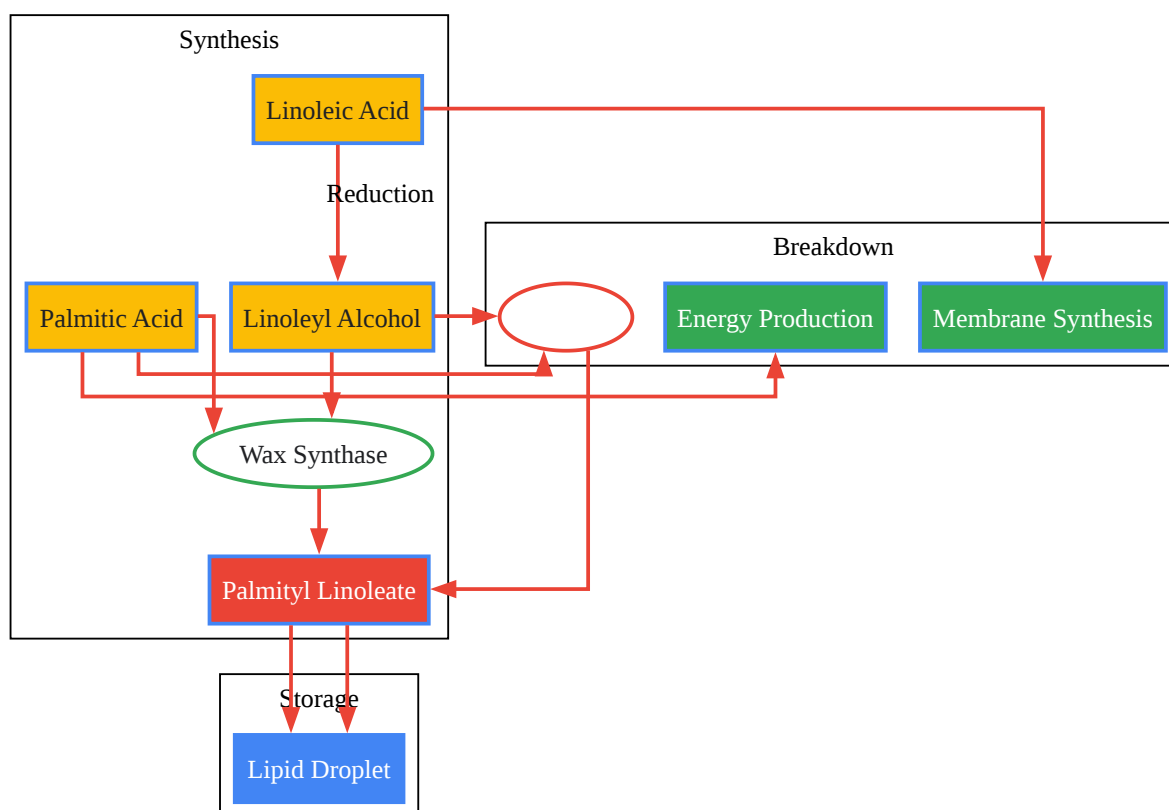 Synthesis
Linoleic Acid
Reduction
Breakdown
Palmitic Acid
Linoleyl Alcohol
Energy Production
Membrane Synthesis
Wax Synthase
Palmityl Linoleate
Storage
Lipid Droplet